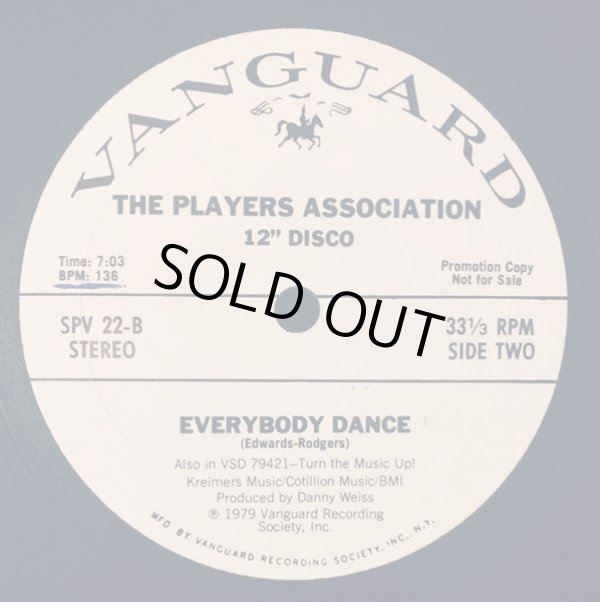 VANGUARD
THE PLAYERS ASSOCIATION
12" DISCO
Time: 7:03
BPM: 136
Promotion Copy
Not for Sale
SOLD OUT
SPV 22-B
STEREO
33⅓ RPM
SIDE TWO
EVERYBODY DANCE
(Edwards-Rodgers)
Also in VSD 79421--Turn the Music Up!
Kreimers Music/Cotillion Music/BMI
Produced by Danny Weiss
℗ 1979 Vanguard Recording
Society, Inc.
MFD BY VANGUARD RECORDING SOCIETY, INC., N.Y.